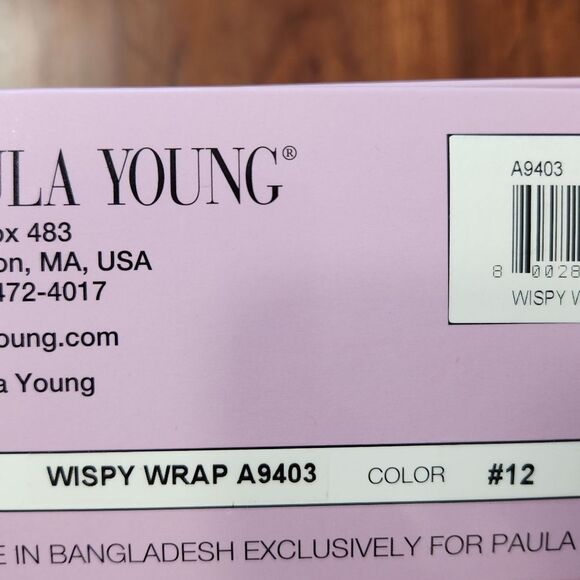 ULA YOUNG®
ox 483
on, MA, USA
472-4017
oung.com
a Young
A9403
8 0028
WISPY W
WISPY WRAP A9403 COLOR #12
E IN BANGLADESH EXCLUSIVELY FOR PAULA